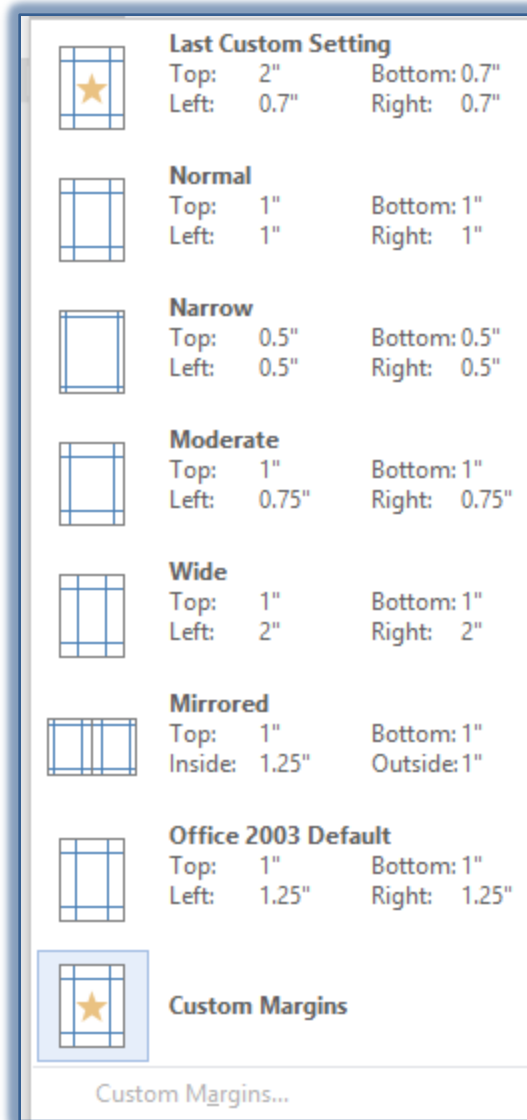 Last Custom Setting
Top: 2" Bottom: 0.7"
Left: 0.7" Right: 0.7"
Normal
Top: 1" Bottom: 1"
Left: 1" Right: 1"
Narrow
Top: 0.5" Bottom: 0.5"
Left: 0.5" Right: 0.5"
Moderate
Top: 1" Bottom: 1"
Left: 0.75" Right: 0.75"
Wide
Top: 1" Bottom: 1"
Left: 2" Right: 2"
Mirrored
Top: 1" Bottom: 1"
Inside: 1.25" Outside: 1"
Office 2003 Default
Top: 1" Bottom: 1"
Left: 1.25" Right: 1.25"
Custom Margins
Custom Margins...